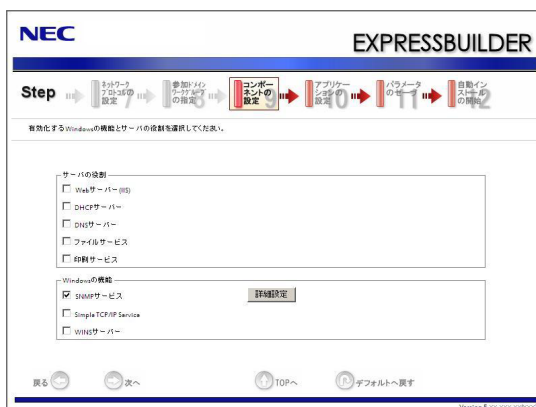 NEC
EXPRESSBUILDER
Step
ネットワーク
プロトコルの
設定 7
参加ドメイン
ワークグループ
の指定 8
コンポー
ネントの
設定 9
アプリケー
ションの
設定 10
パラメータ
のセーブ
11
自動イン
ストール
の開始 12
有効化するWindowsの機能とサーバの役割を選択してください。
サーバの役割
Webサーバー(IIS)
DHCPサーバー
DNSサーバー
ファイルサービス
印刷サービス
Windowsの機能
SNMPサービス
詳細設定
Simple TCP/IP Service
WINSサーバー
戻る
次へ
TOPへ
デフォルトへ戻す